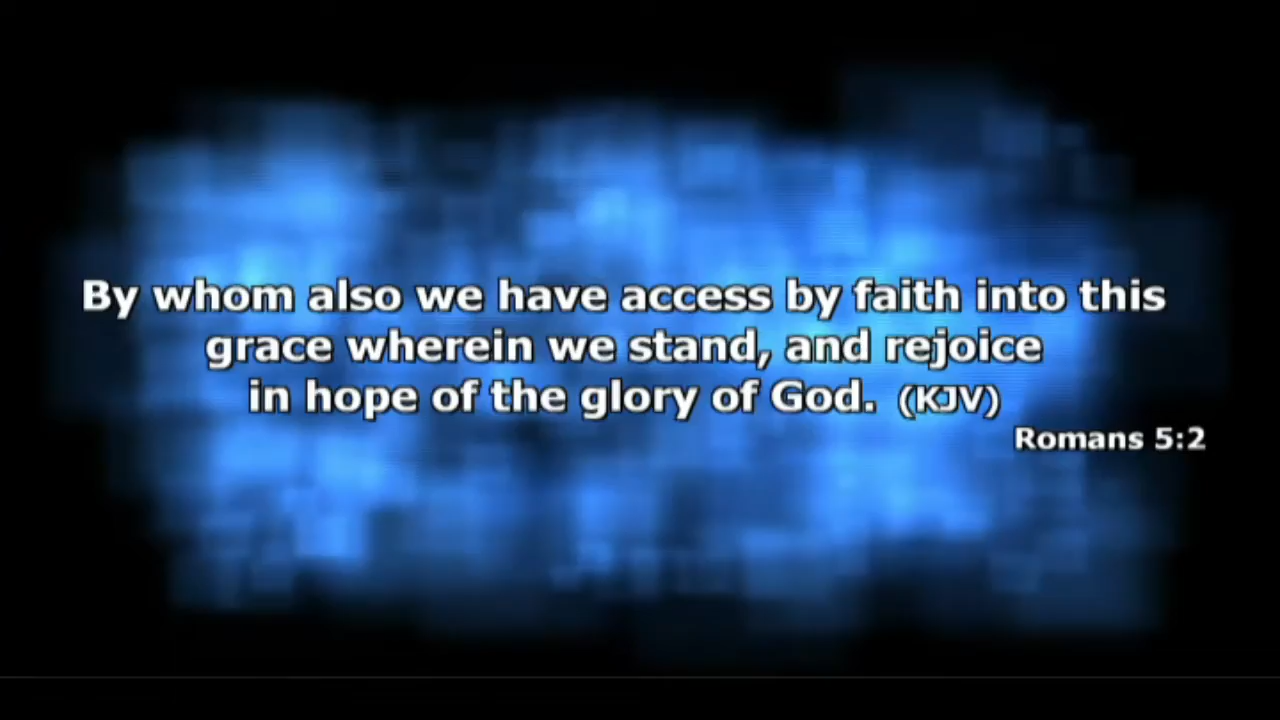 By whom also we have access by faith into this
grace wherein we stand, and rejoice
in hope of the glory of God. (KJV)
Romans 5:2